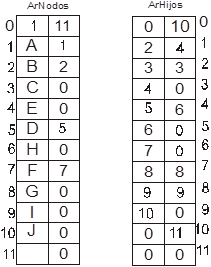 ArNodos ArHijos
0 1 11 0 10 0
1 A 1 2 4 1
2 B 2 3 3 2
3 C 0 4 0 3
4 E 0 5 6 4
5 D 5 6 0 5
6 H 0 7 0 6
7 F 7 8 8 7
8 G 0 9 9 8
9 I 0 10 0 9
10 J 0 0 11 10
11 0 0 0 11